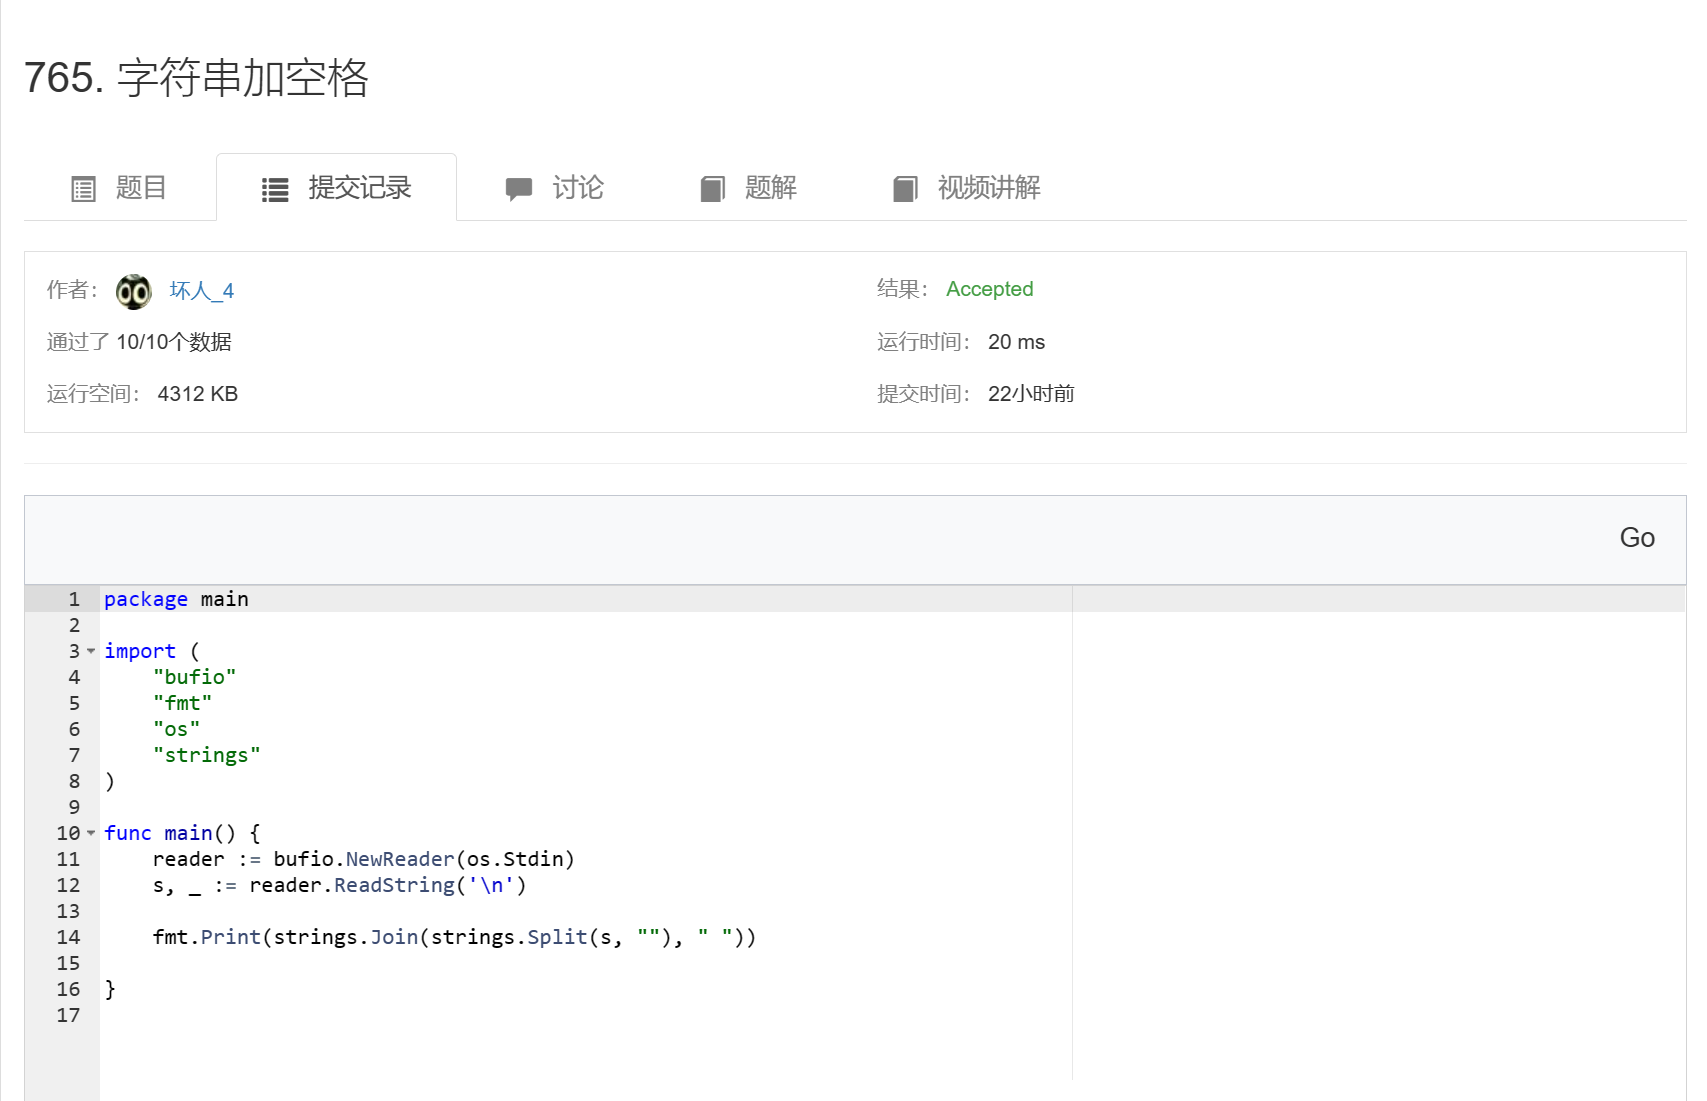 765. 字符串加空格
题目 提交记录 讨论 题解 视频讲解
作者： 坏人_4 结果： Accepted
通过了 10/10个数据 运行时间： 20 ms
运行空间： 4312 KB 提交时间： 22小时前
Go
1 package main
2
3 import (
4     "bufio"
5     "fmt"
6     "os"
7     "strings"
8 )
9
10 func main() {
11     reader := bufio.NewReader(os.Stdin)
12     s, _ := reader.ReadString('\n')
13
14     fmt.Print(strings.Join(strings.Split(s, ""), " "))
15
16 }
17